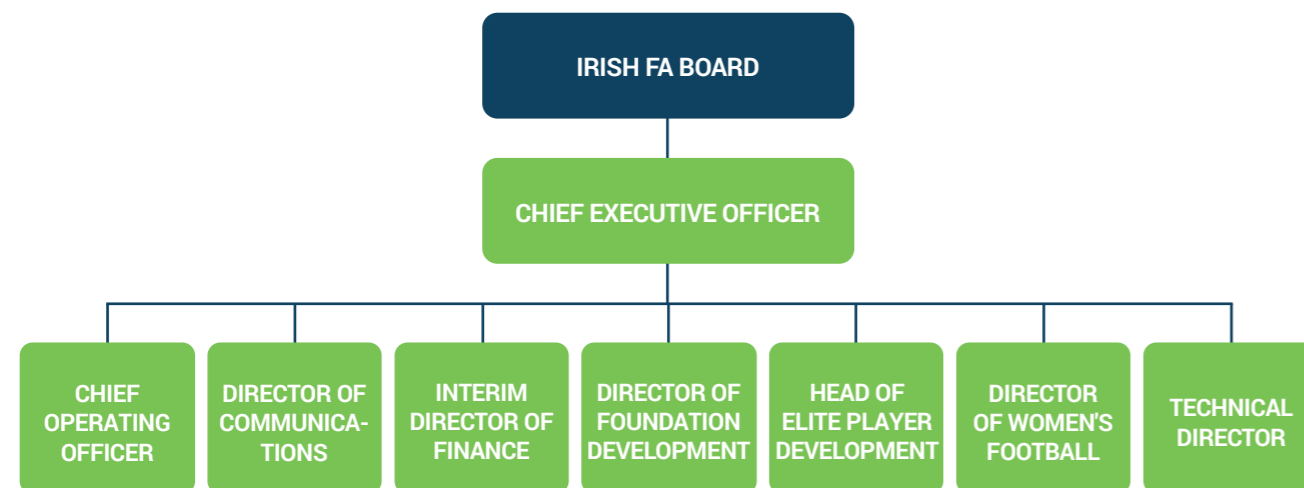 IRISH FA BOARD
CHIEF EXECUTIVE OFFICER
CHIEF
OPERATING
OFFICER
DIRECTOR OF
COMMUNICA-
TIONS
INTERIM
DIRECTOR OF
FINANCE
DIRECTOR OF
FOUNDATION
DEVELOPMENT
HEAD OF
ELITE PLAYER
DEVELOPMENT
DIRECTOR
OF WOMEN'S
FOOTBALL
TECHNICAL
DIRECTOR